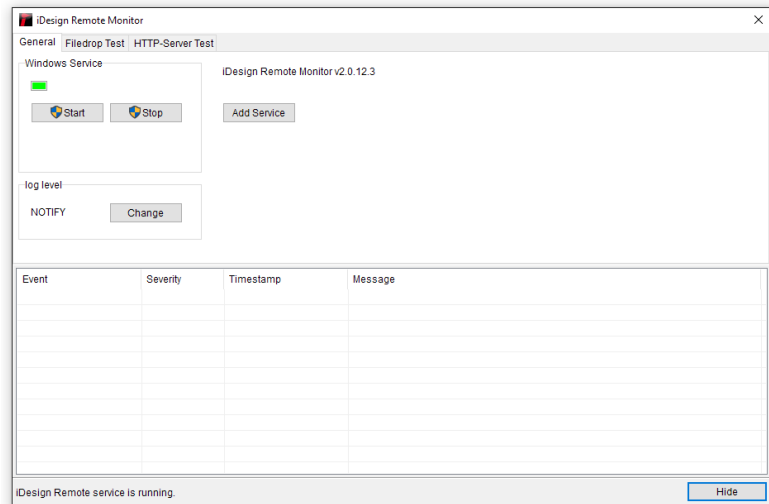 iDesign Remote Monitor
General Filedrop Test HTTP-Server Test
Windows Service
iDesign Remote Monitor v2.0.12.3
Start Stop Add Service
log level
NOTIFY Change
Event Severity Timestamp Message
iDesign Remote service is running. Hide